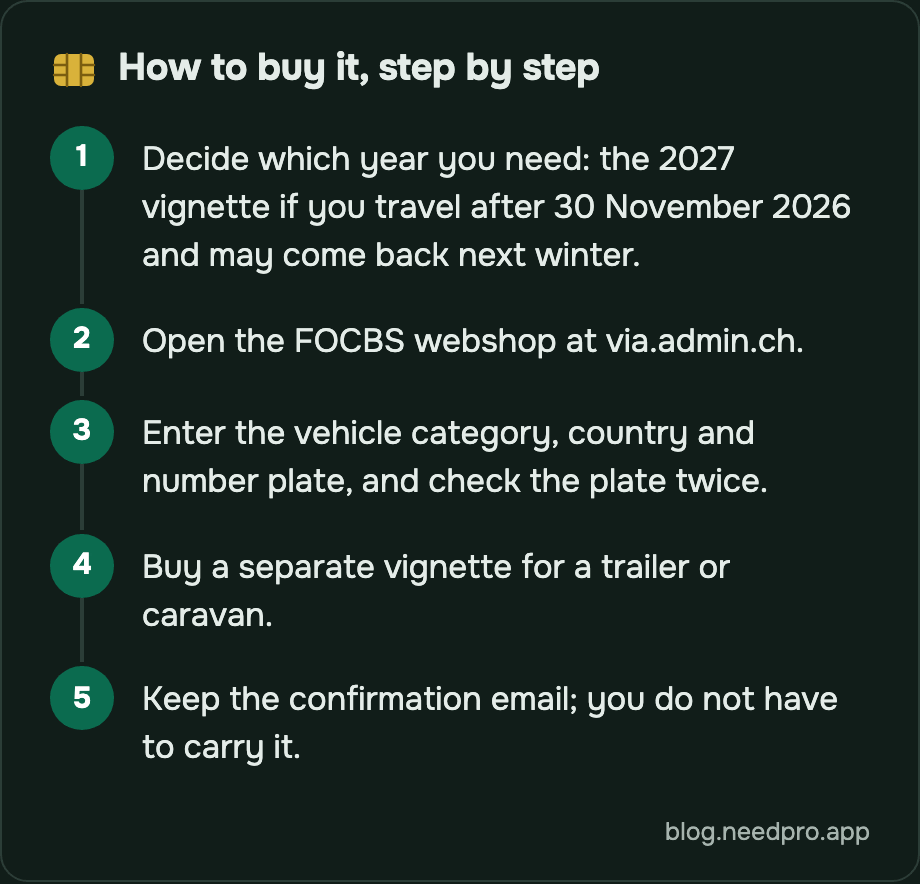 How to buy it, step by step
1
Decide which year you need: the 2027
vignette if you travel after 30 November 2026
and may come back next winter.
2
Open the FOCBS webshop at via.admin.ch.
3
Enter the vehicle category, country and
number plate, and check the plate twice.
4
Buy a separate vignette for a trailer or
caravan.
5
Keep the confirmation email; you do not have
to carry it.
blog.needpro.app